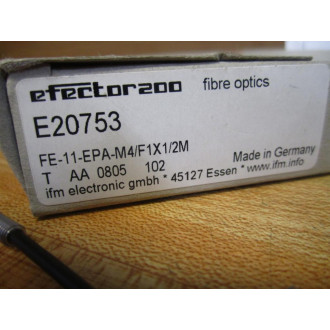 efector200 fibre optics
E20753
FE-11-EPA-M4/F1X1/2M
T AA 0805 102 Made in Germany
ifm electronic gmbh * 45127 Essen * www.ifm.info